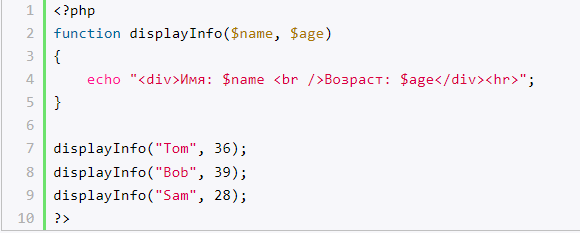 1 <?php
2 function displayInfo($name, $age)
3 {
4     echo "<div>Имя: $name <br />Возраст: $age</div><hr>";
5 }
6
7 displayInfo("Tom", 36);
8 displayInfo("Bob", 39);
9 displayInfo("Sam", 28);
10 ?>